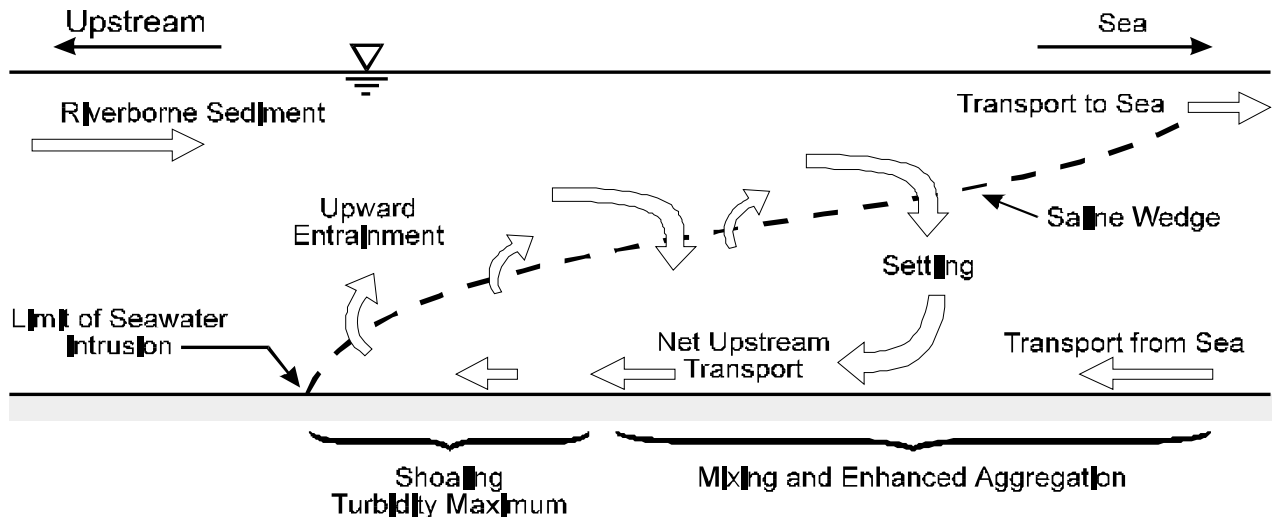 Upstream
Sea
Riverborne Sediment
Transport to Sea
Upward
Entrainment
Saline Wedge
Settling
Limit of Seawater
Intrusion
Net Upstream
Transport
Transport from Sea
Shoaling
Turbidity Maximum
Mixing and Enhanced Aggregation